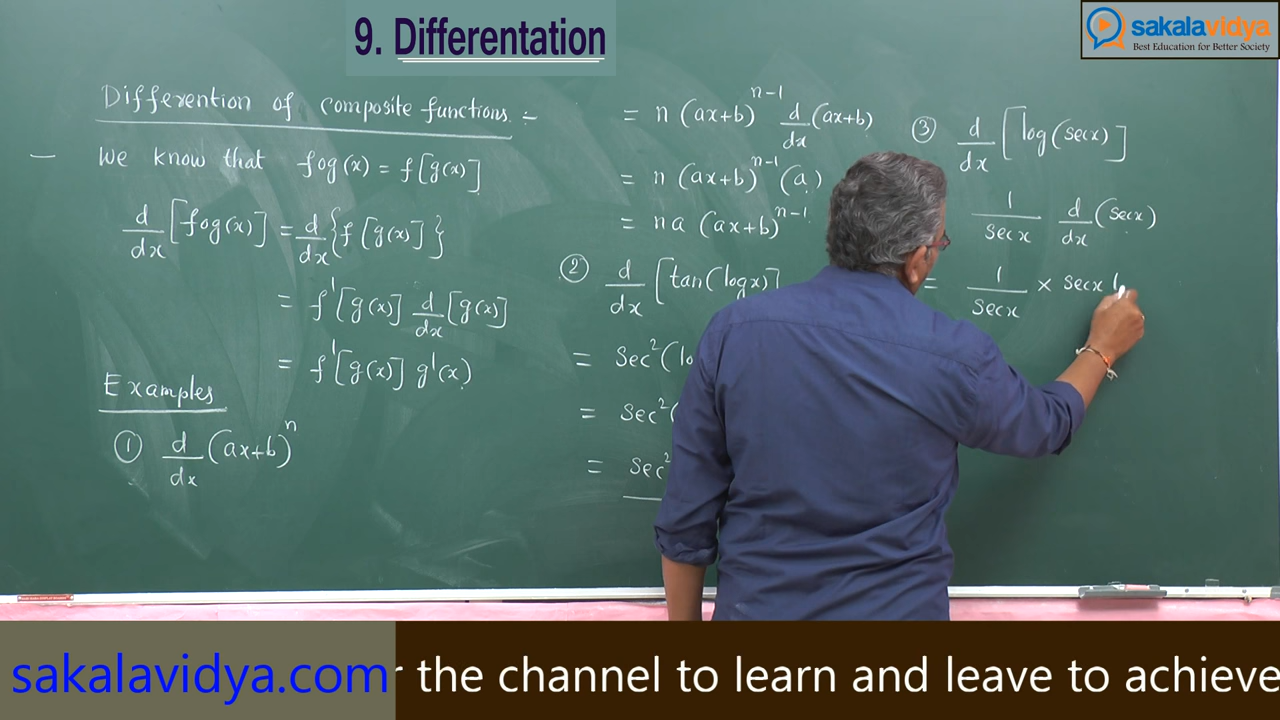 9. Differentation
sakalavidya
Best Education for Better Society
Differention of composite functions :-
— We know that fog(x) = f[g(x)]
d/dx [fog(x)] = d/dx {f[g(x)]}
= f'[g(x)] d/dx [g(x)]
= f'[g(x)] g'(x)
Examples
① d/dx (ax+b)^n
= n (ax+b)^n-1 d/dx (ax+b)
= n (ax+b)^n-1 (a)
= na (ax+b)^n-1
② d/dx [tan(logx)]
= Sec²(lo
= sec²(
= sec²
③ d/dx [log(secx)]
1/secx d/dx (secx)
= 1/secx × secx
sakalavidya.com
the channel to learn and leave to achieve